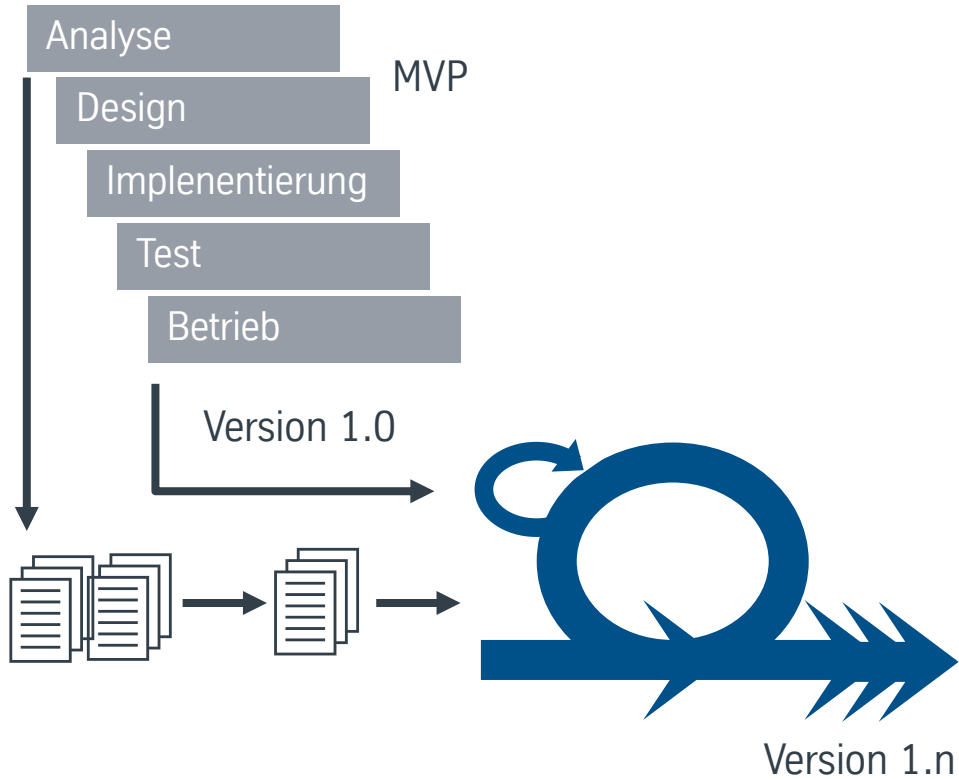 Analyse
MVP
Design
Implenentierung
Test
Betrieb
Version 1.0
Version 1.n